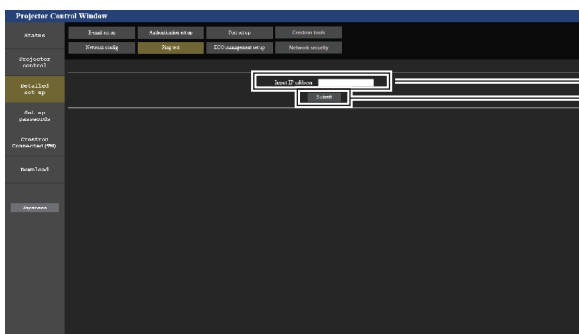 Projector Control Window
Status
E-mail set up
Authentication set up
Port set up
Crestron tools
Network config
Ping test
ECO management set up
Network security
Projector
control
Detailed
set up
Input IP address
Submit
Set up
passwords
Crestron
Connected(TM)
Download
Japanese